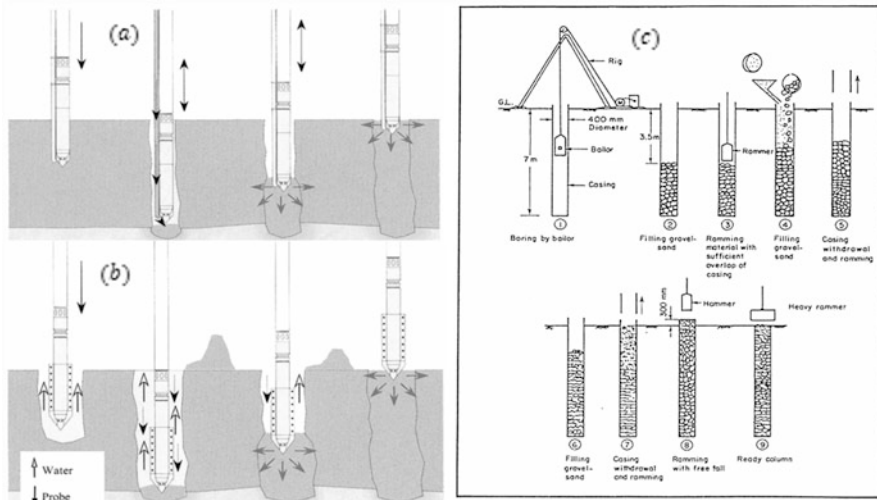 (a)
(b)
Water
Probe
(c)
Rig
G.L.
400 mm
Diameter
Bailor
7m
Casing
3.5m
Rammer
1
2
3
4
5
Boring by bailor
Filling gravel-
sand
Ramming
material with
sufficient
overlap of
casing
Filling
gravel-
sand
Casing
withdrawal
and ramming
300 mm
Hammer
Heavy rammer
6
7
8
9
Filling
gravel-
sand
Casing
withdrawal
and ramming
Ramming
with free fall
Ready column